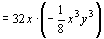 = 32x · (−1/8 x³y³)